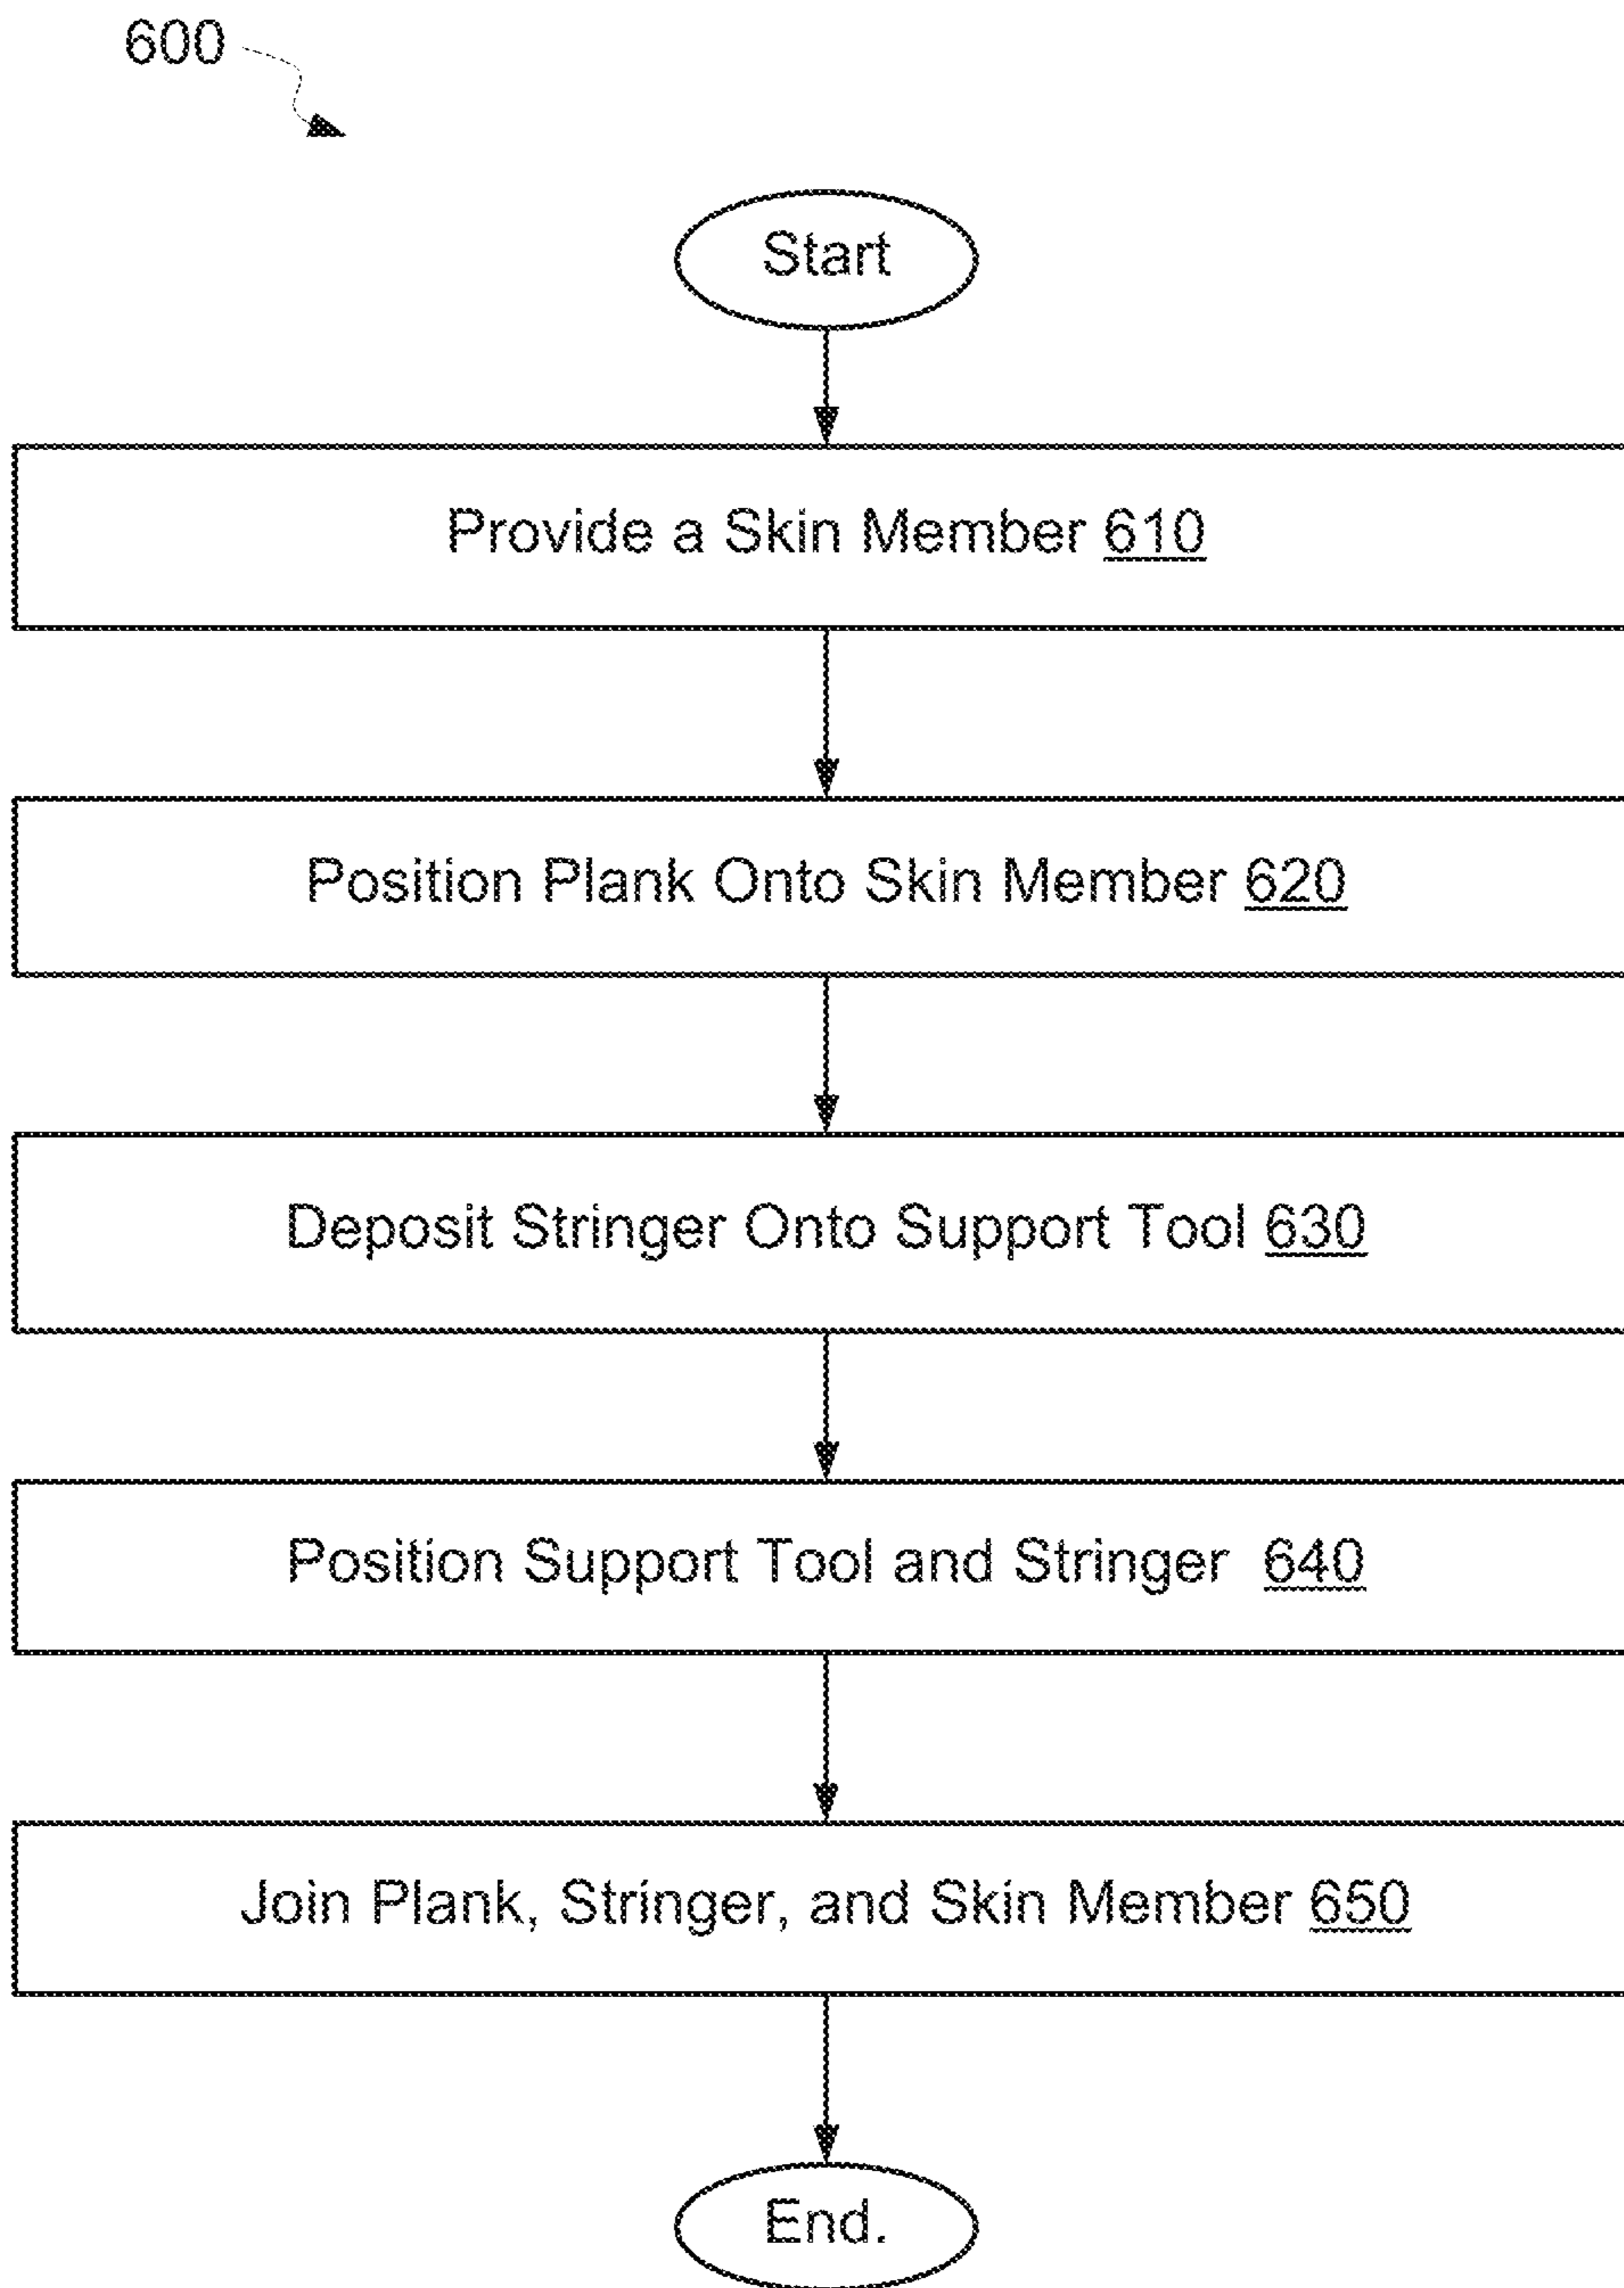 600
Start
Provide a Skin Member 610
Position Plank Onto Skin Member 620
Deposit Stringer Onto Support Tool 630
Position Support Tool and Stringer 640
Join Plank, Stringer, and Skin Member 650
End.